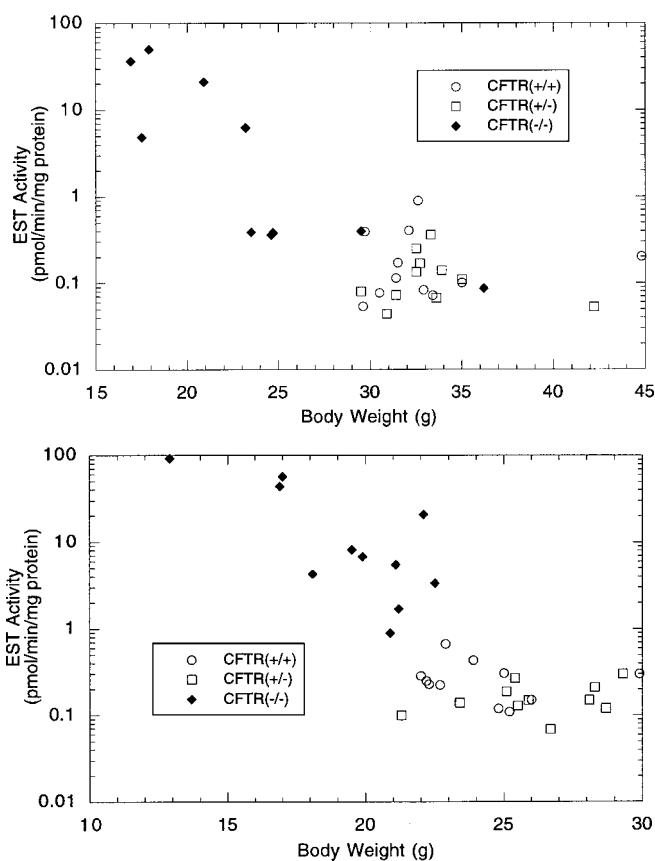 100
10
1
0.1
0.01
EST Activity
(pmol/min/mg protein)
CFTR(+/+)
CFTR(+/-)
CFTR(-/-)
15 20 25 30 35 40 45
Body Weight (g)
100
10
1
0.1
0.01
EST Activity
(pmol/min/mg protein)
CFTR(+/+)
CFTR(+/-)
CFTR(-/-)
10 15 20 25 30
Body Weight (g)